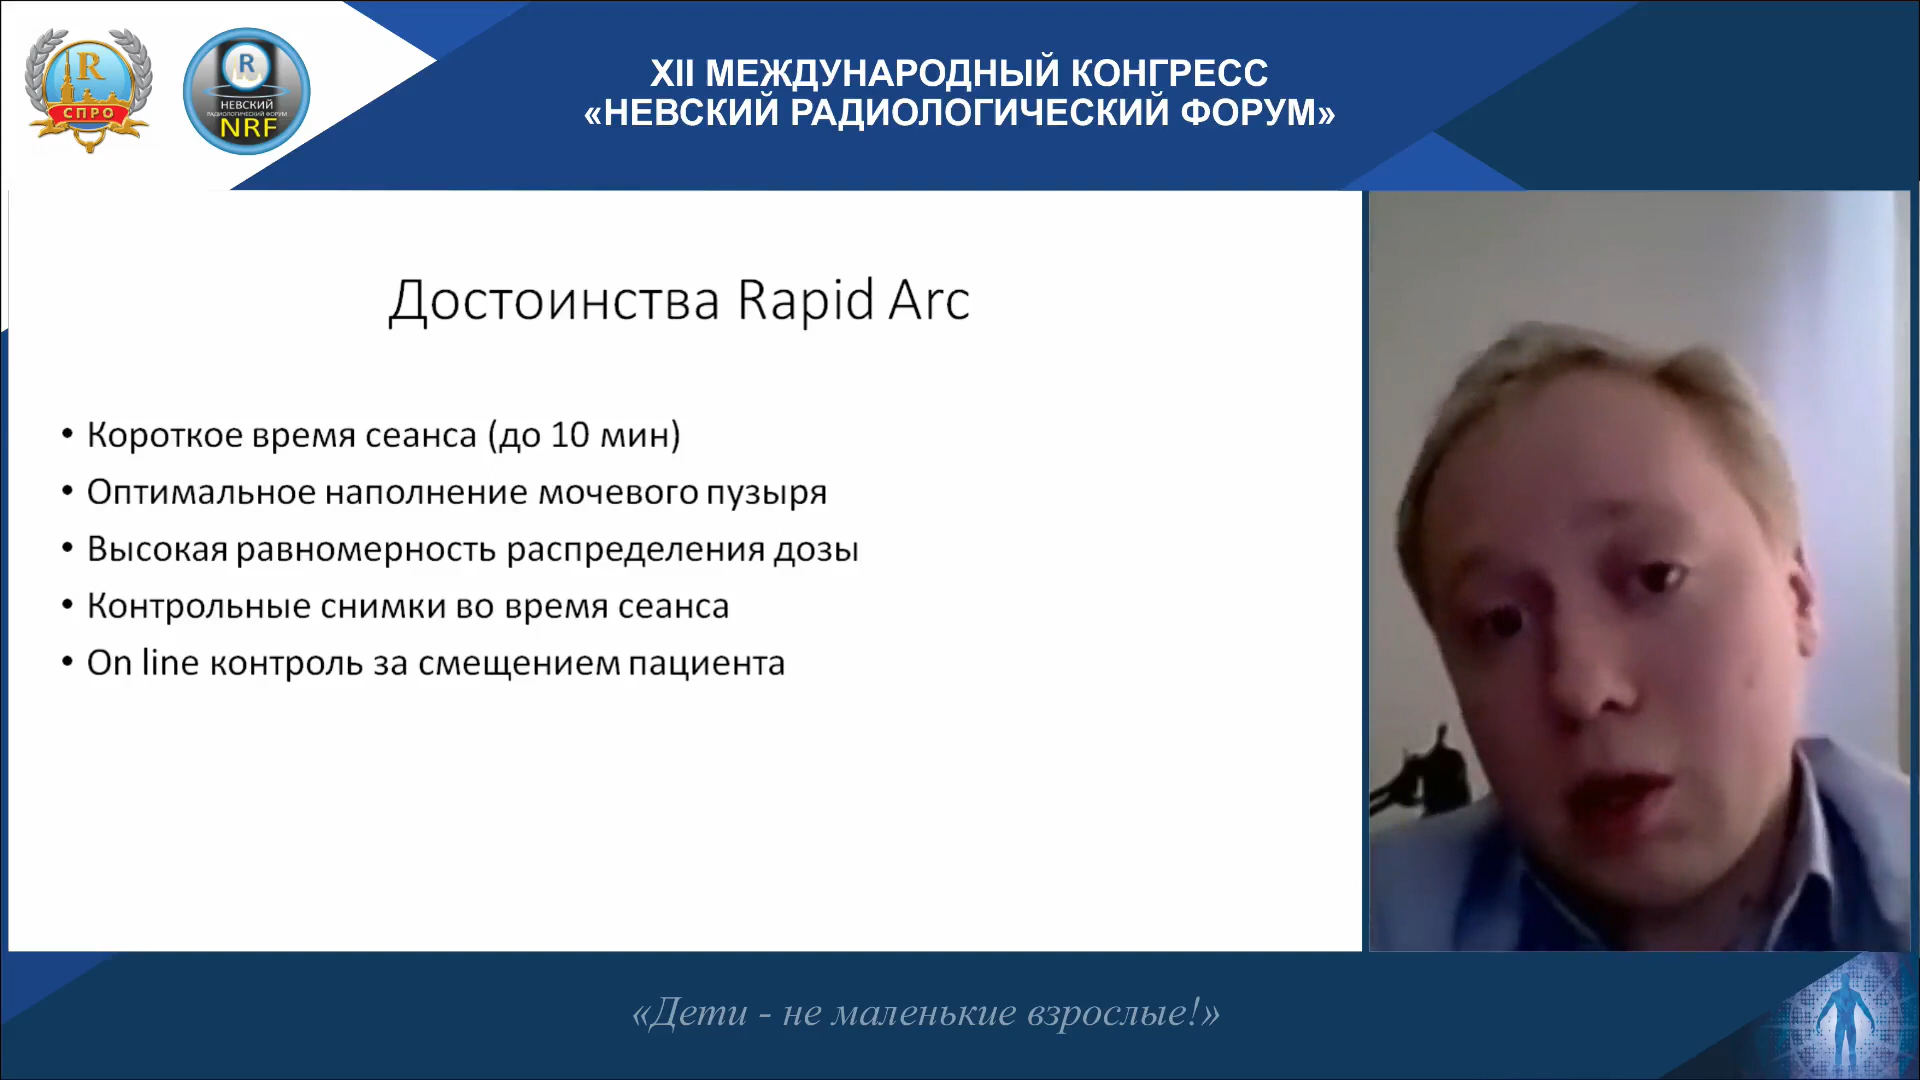 R
СПРО
R
НЕВСКИЙ
РАДИОЛОГИЧЕСКИЙ ФОРУМ
NRF
XII МЕЖДУНАРОДНЫЙ КОНГРЕСС
«НЕВСКИЙ РАДИОЛОГИЧЕСКИЙ ФОРУМ»
Достоинства Rapid Arc
• Короткое время сеанса (до 10 мин)
• Оптимальное наполнение мочевого пузыря
• Высокая равномерность распределения дозы
• Контрольные снимки во время сеанса
• On line контроль за смещением пациента
«Дети - не маленькие взрослые!»